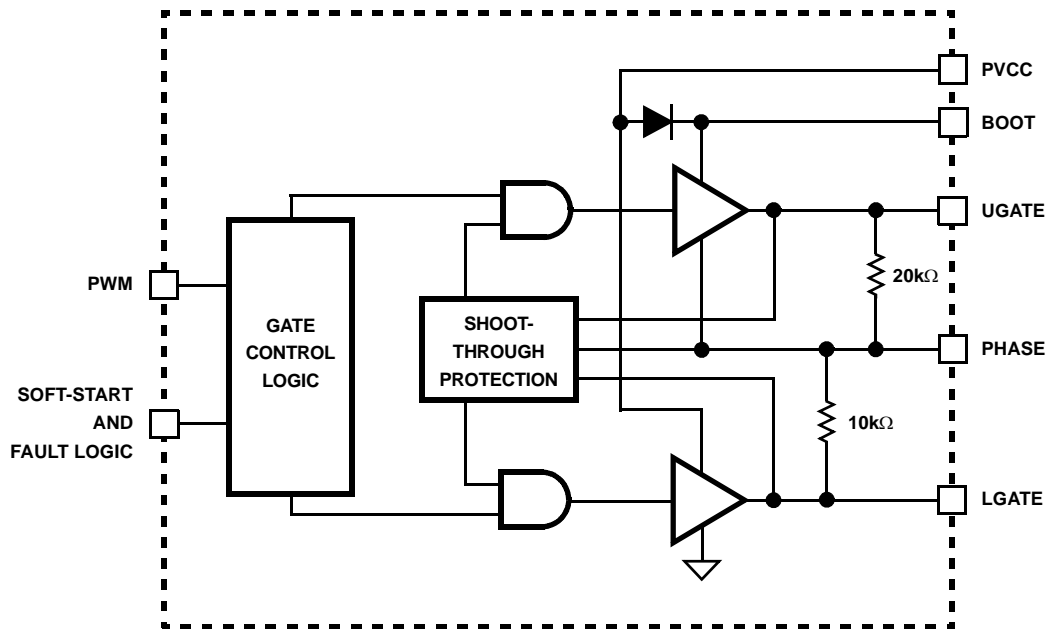 PVCC
BOOT
UGATE
20kΩ
PWM
GATE
CONTROL
LOGIC
SHOOT-
THROUGH
PROTECTION
PHASE
SOFT-START
AND
FAULT LOGIC
10kΩ
LGATE